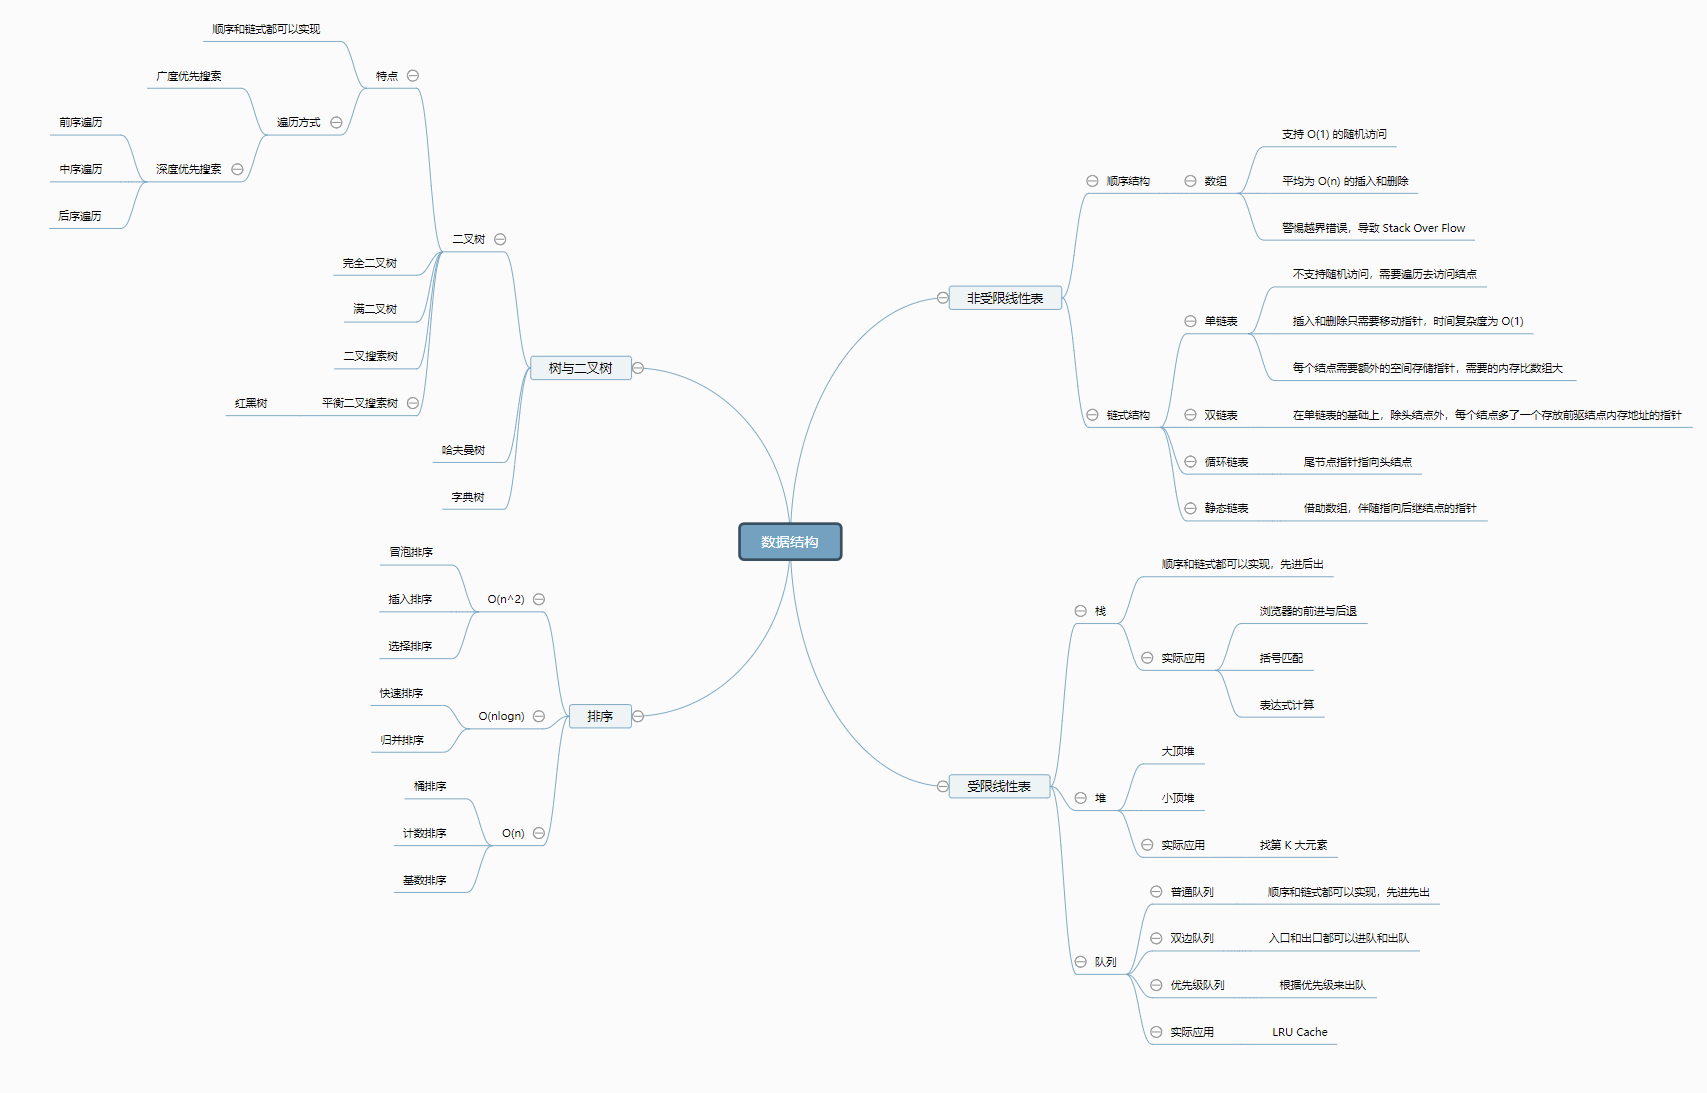 数据结构
非受限线性表
顺序结构
数组
支持 O(1) 的随机访问
平均为 O(n) 的插入和删除
警惕越界错误，导致 Stack Over Flow
链式结构
单链表
不支持随机访问，需要遍历去访问结点
插入和删除只需要移动指针，时间复杂度为 O(1)
每个结点需要额外的空间存储指针，需要的内存比数组大
双链表
在单链表的基础上，除头结点外，每个结点多了一个存放前驱结点内存地址的指针
循环链表
尾节点指针指向头结点
静态链表
借助数组，伴随指向后继结点的指针
受限线性表
栈
顺序和链式都可以实现，先进后出
实际应用
浏览器的前进与后退
括号匹配
表达式计算
堆
大顶堆
小顶堆
实际应用
找第 K 大元素
队列
普通队列
顺序和链式都可以实现，先进先出
双边队列
入口和出口都可以进队和出队
优先级队列
根据优先级来出队
实际应用
LRU Cache
树与二叉树
二叉树
特点
顺序和链式都可以实现
遍历方式
广度优先搜索
深度优先搜索
前序遍历
中序遍历
后序遍历
完全二叉树
满二叉树
二叉搜索树
平衡二叉搜索树
红黑树
哈夫曼树
字典树
排序
O(n^2)
冒泡排序
插入排序
选择排序
O(nlogn)
快速排序
归并排序
O(n)
桶排序
计数排序
基数排序